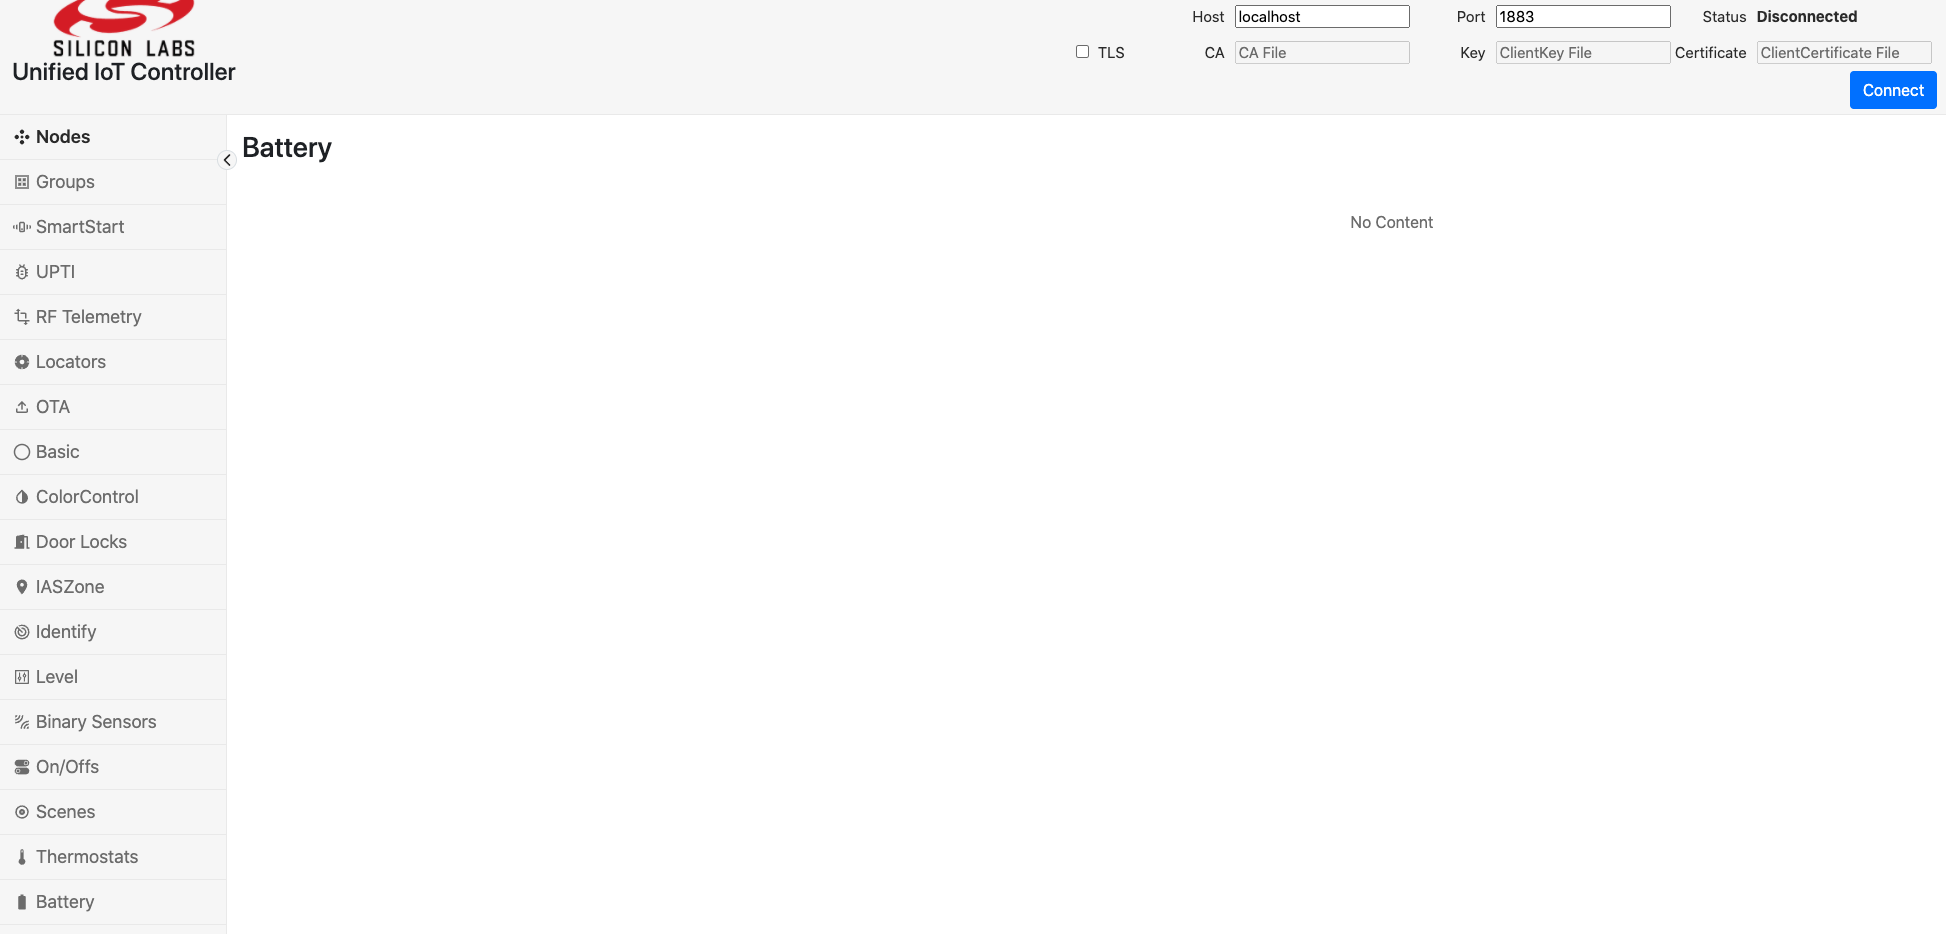 SILICON LABS
Unified IoT Controller
Host localhost Port 1883 Status Disconnected
TLS CA CA File Key ClientKey File Certificate ClientCertificate File
Connect
Nodes
Groups
SmartStart
UPTI
RF Telemetry
Locators
OTA
Basic
ColorControl
Door Locks
IASZone
Identify
Level
Binary Sensors
On/Offs
Scenes
Thermostats
Battery
Battery
No Content